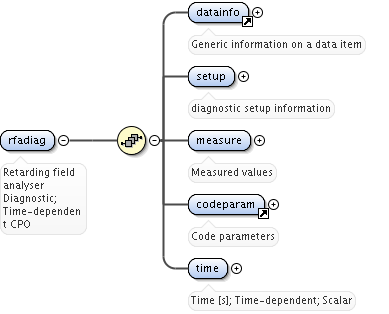 datainfo
Generic information on a data item
setup
diagnostic setup information
rfadiag
Retarding field
analyser
Diagnostic;
Time-dependen
t CPO
measure
Measured values
codeparam
Code parameters
time
Time [s]; Time-dependent; Scalar